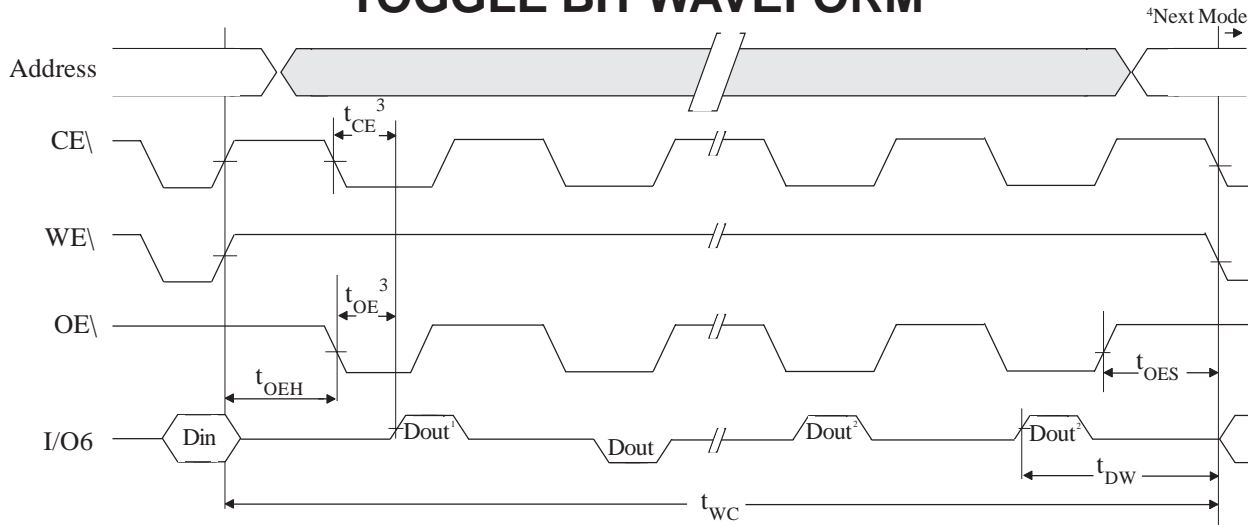 TOGGLE BIT WAVEFORM
⁴Next Mode
Address
tCE³
CE\
WE\
tOE³
OE\
tOEH
tOES
I/O6
Din
Dout¹
Dout
Dout²
Dout²
tDW
tWC